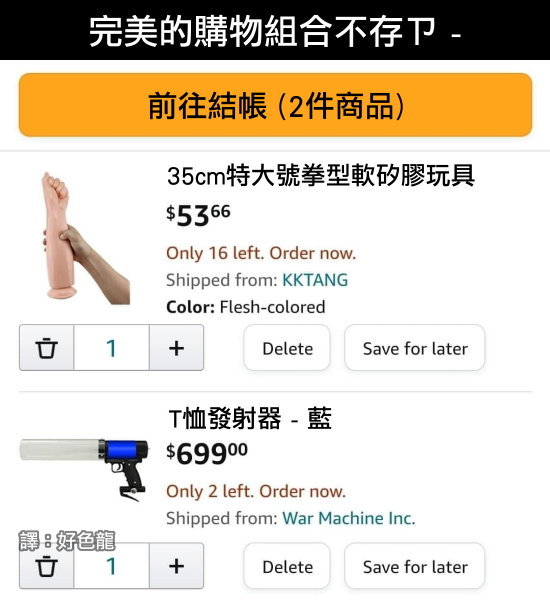 完美的購物組合不存ㄗ -
前往結帳 (2件商品)
35cm特大號拳型軟矽膠玩具
$53⁶⁶
Only 16 left. Order now.
Shipped from: KKTANG
Color: Flesh-colored
1 + Delete Save for later
T恤發射器 - 藍
$699⁰⁰
Only 2 left. Order now.
Shipped from: War Machine Inc.
譯：好色龍
1 + Delete Save for later